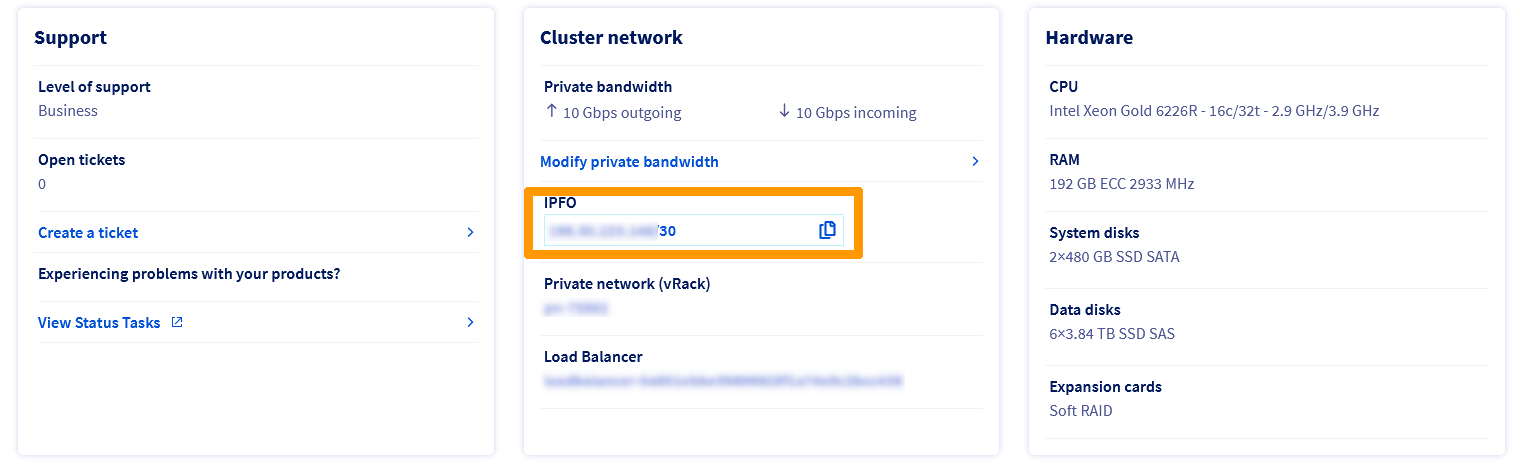 Support
Level of support
Business
Open tickets
0
Create a ticket
Experiencing problems with your products?
View Status Tasks
Cluster network
Private bandwidth
10 Gbps outgoing
10 Gbps incoming
Modify private bandwidth
IPFO
/30
Private network (vRack)
Load Balancer
Hardware
CPU
Intel Xeon Gold 6226R - 16c/32t - 2.9 GHz/3.9 GHz
RAM
192 GB ECC 2933 MHz
System disks
2×480 GB SSD SATA
Data disks
6×3.84 TB SSD SAS
Expansion cards
Soft RAID